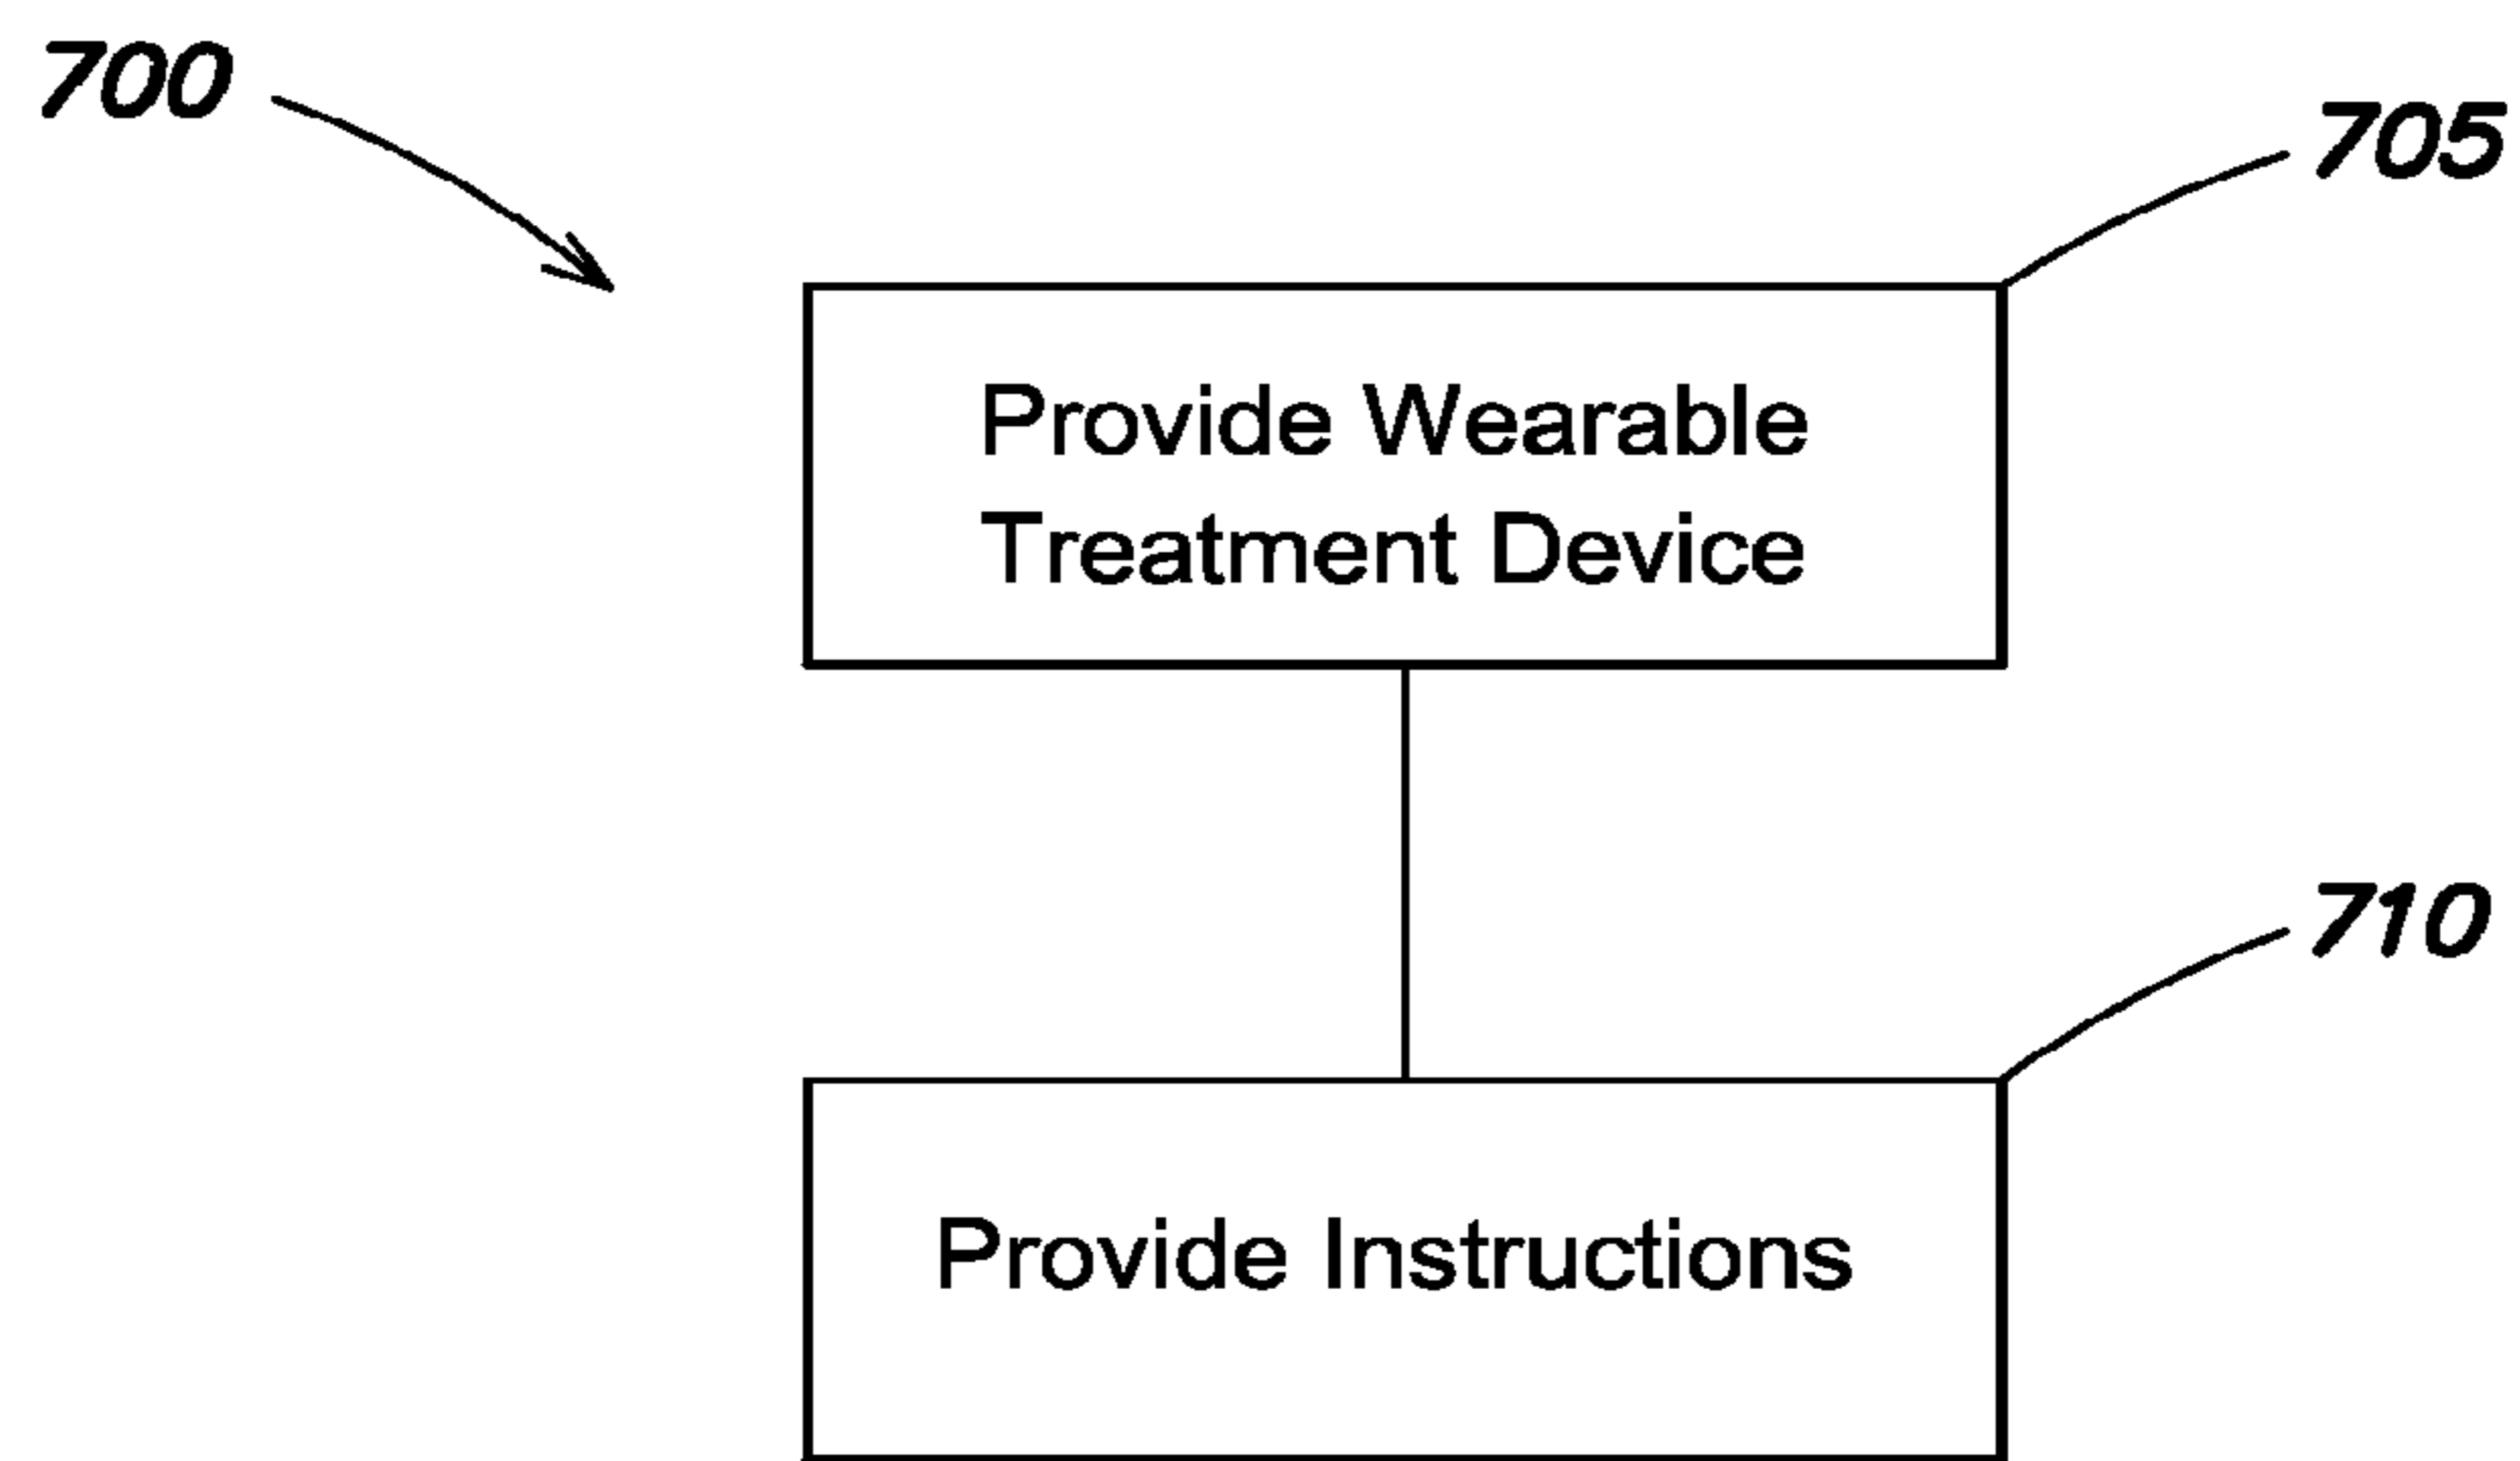 700
705
Provide Wearable
Treatment Device
710
Provide Instructions